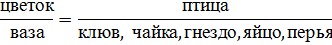 цветок = птица
ваза клюв, чайка, гнездо, яйцо, перья